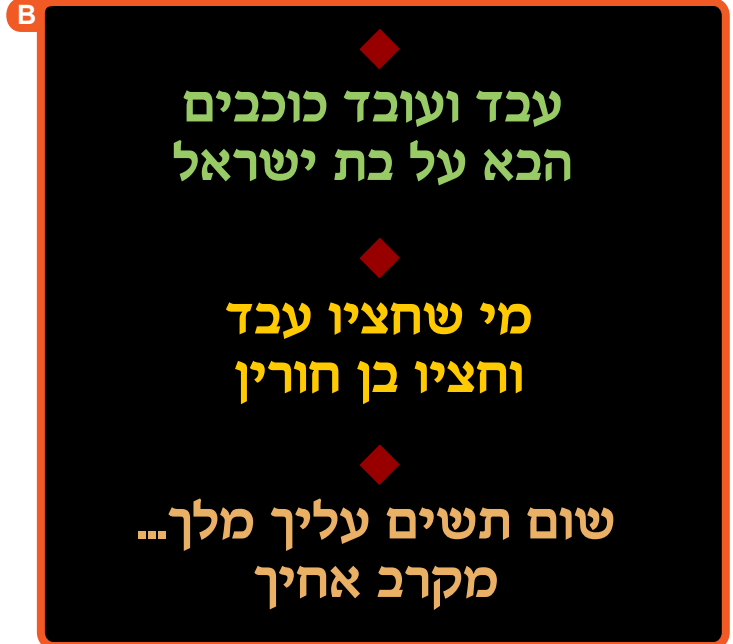 B
עבד ועובד כוכבים
הבא על בת ישראל
מי שחציו עבד
וחציו בן חורין
שום תשים עליך מלך...
מקרב אחיך